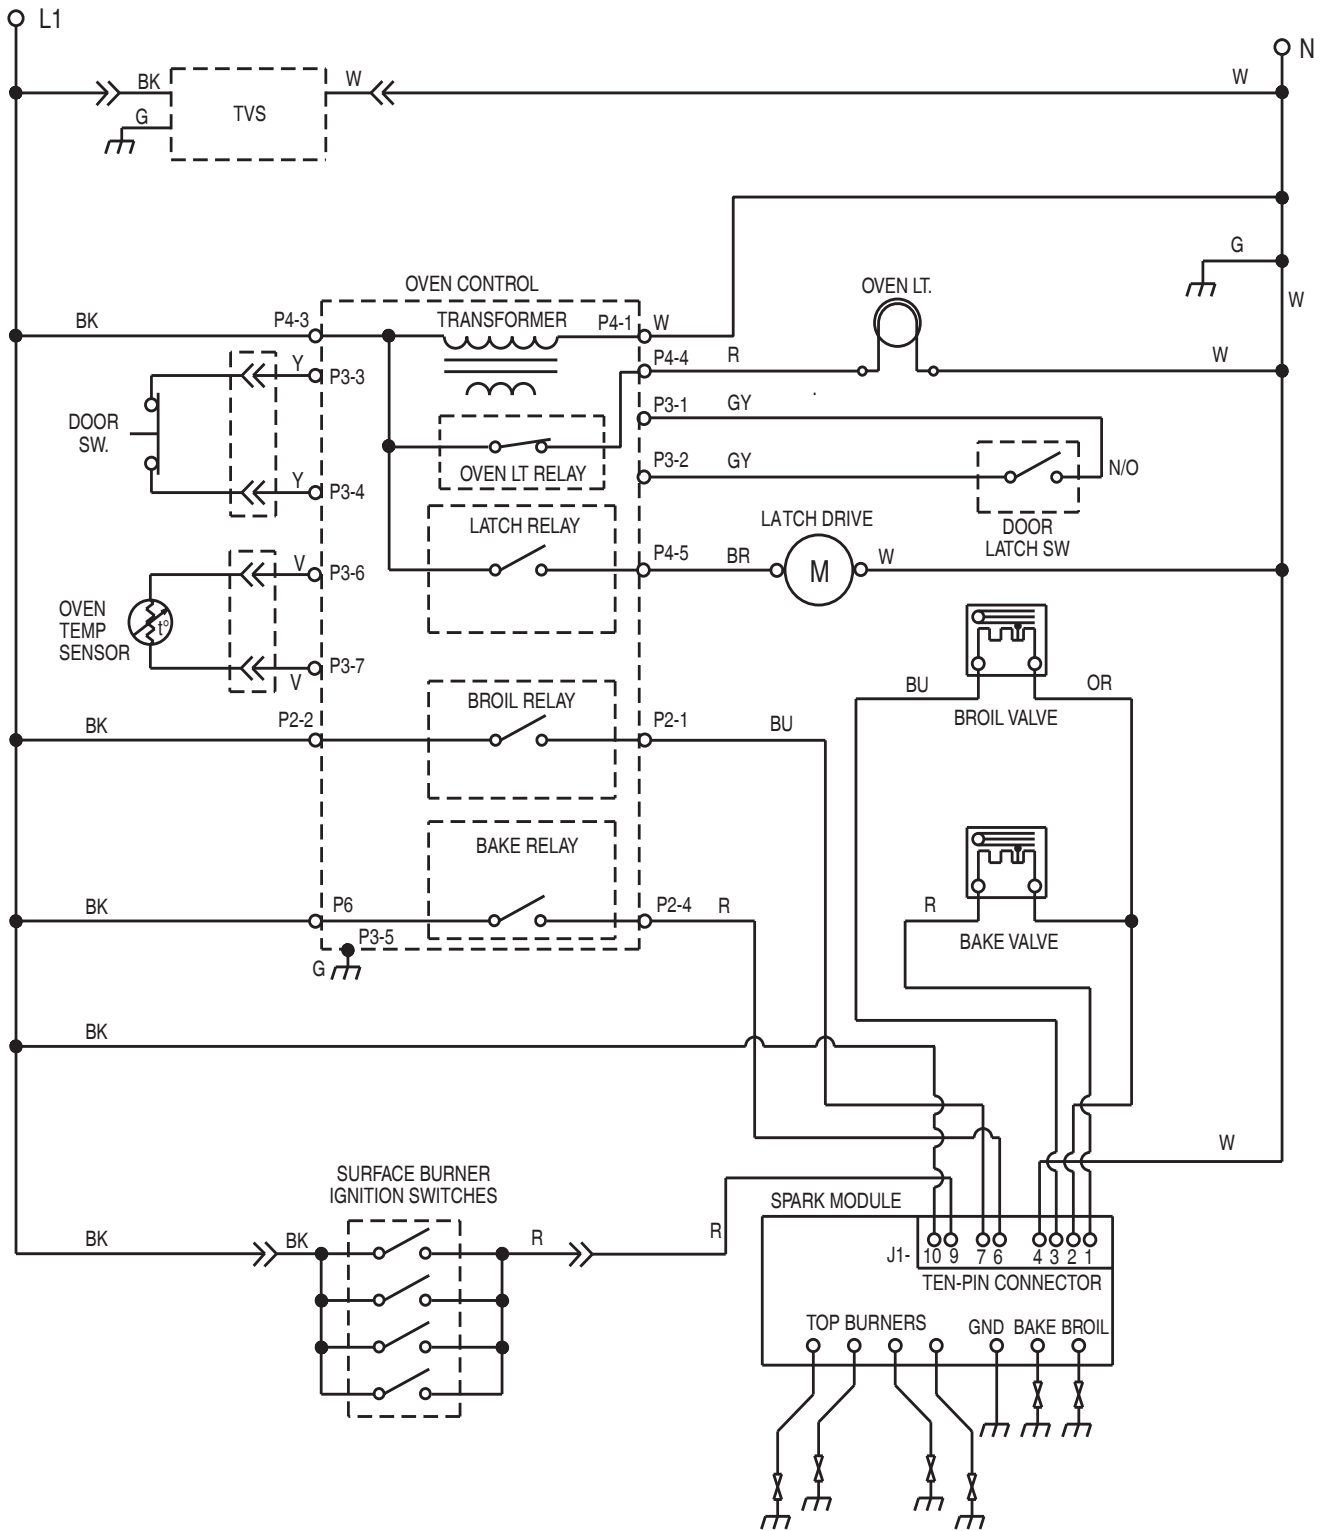 L1
N
BK
W
W
G
TVS
G
W
OVEN CONTROL
OVEN LT.
BK
P4-3
TRANSFORMER
P4-1
W
P4-4
R
W
Y
P3-3
P3-1
GY
DOOR
SW.
OVEN LT RELAY
P3-2
GY
N/O
Y
P3-4
DOOR
LATCH SW
LATCH RELAY
LATCH DRIVE
P4-5
BR
M
W
V
P3-6
OVEN
TEMP
SENSOR
t°
P3-7
V
BROIL RELAY
BU
OR
BROIL VALVE
BK
P2-2
P2-1
BU
BAKE RELAY
BK
P6
P2-4
R
R
BAKE VALVE
P3-5
G
BK
W
SURFACE BURNER
IGNITION SWITCHES
SPARK MODULE
BK
BK
R
R
J1-
10 9 7 6 4 3 2 1
TEN-PIN CONNECTOR
TOP BURNERS
GND BAKE BROIL